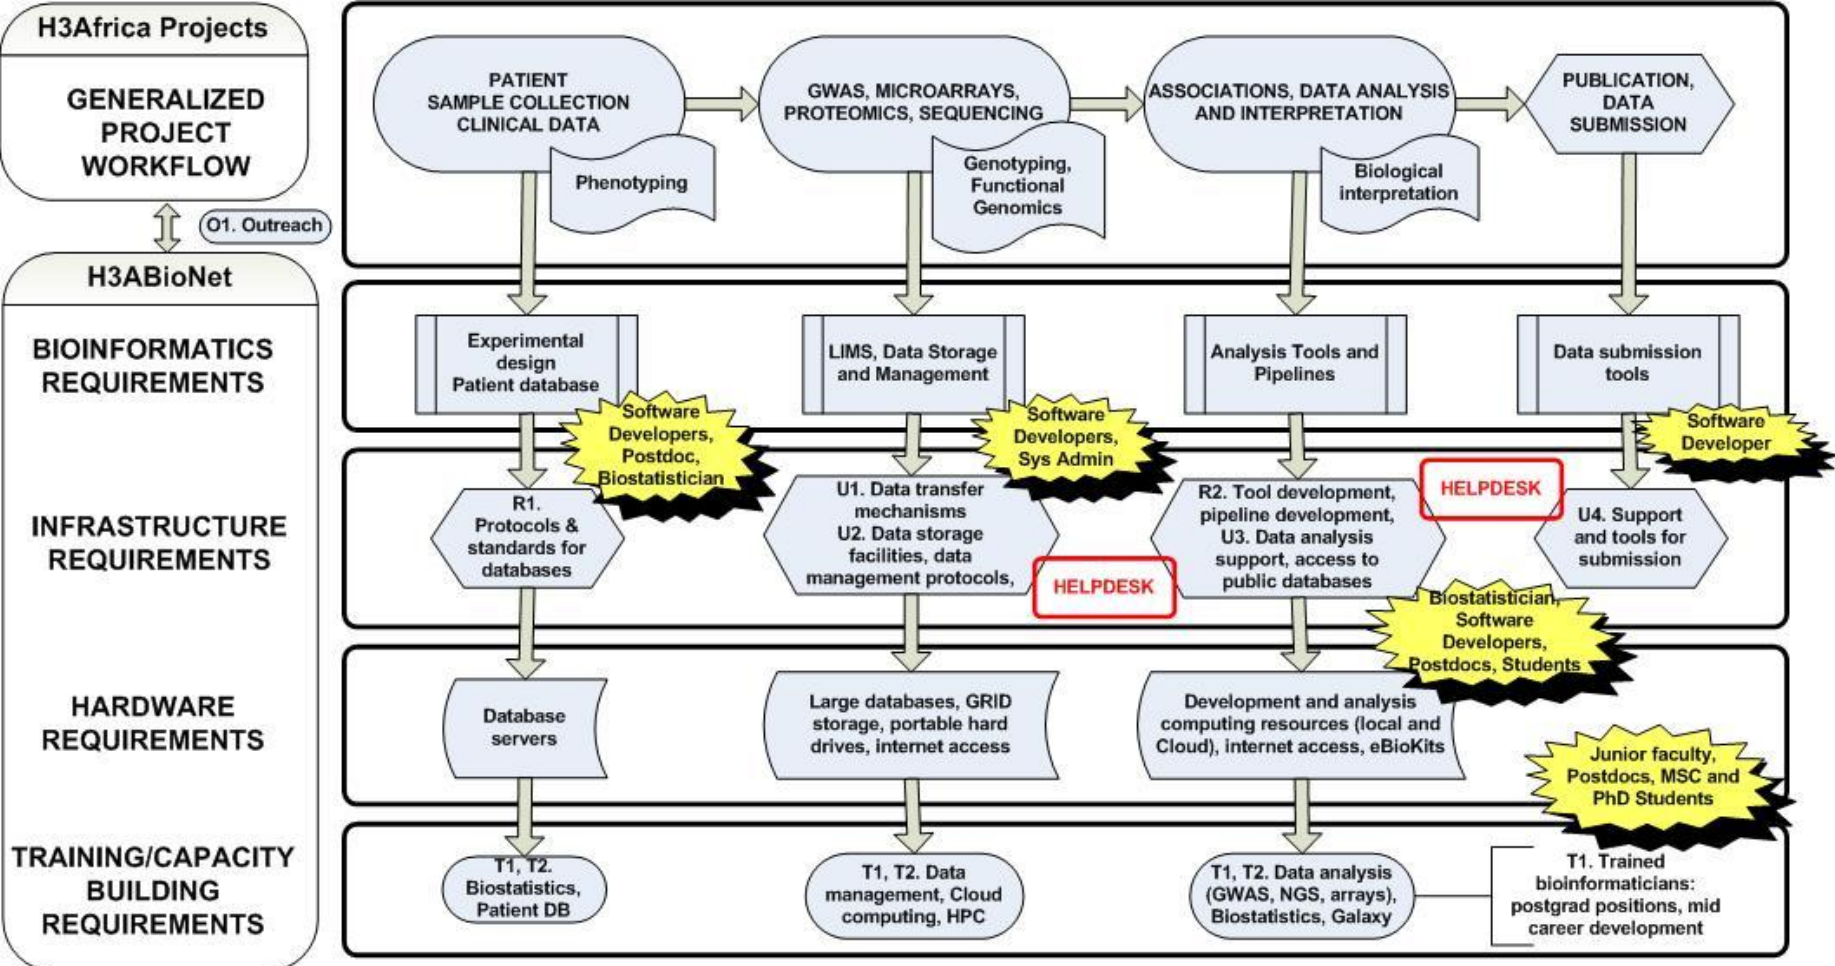 H3Africa Projects
GENERALIZED
PROJECT
WORKFLOW
O1. Outreach
PATIENT
SAMPLE COLLECTION
CLINICAL DATA
Phenotyping
GWAS, MICROARRAYS,
PROTEOMICS, SEQUENCING
Genotyping,
Functional
Genomics
ASSOCIATIONS, DATA ANALYSIS
AND INTERPRETATION
Biological
interpretation
PUBLICATION,
DATA
SUBMISSION
H3ABioNet
BIOINFORMATICS
REQUIREMENTS
Experimental
design
Patient database
Software
Developers,
Postdoc,
Biostatistician
LIMS, Data Storage
and Management
Software
Developers,
Sys Admin
Analysis Tools and
Pipelines
Data submission
tools
Software
Developer
INFRASTRUCTURE
REQUIREMENTS
R1.
Protocols &
standards for
databases
U1. Data transfer
mechanisms
U2. Data storage
facilities, data
management protocols,
HELPDESK
R2. Tool development,
pipeline development,
U3. Data analysis
support, access to
public databases
HELPDESK
U4. Support
and tools for
submission
Biostatistician,
Software
Developers,
Postdocs, Students
HARDWARE
REQUIREMENTS
Database
servers
Large databases, GRID
storage, portable hard
drives, internet access
Development and analysis
computing resources (local and
Cloud), internet access, eBioKits
Junior faculty,
Postdocs, MSC and
PhD Students
TRAINING/CAPACITY
BUILDING
REQUIREMENTS
T1, T2.
Biostatistics,
Patient DB
T1, T2. Data
management, Cloud
computing, HPC
T1, T2. Data analysis
(GWAS, NGS, arrays),
Biostatistics, Galaxy
T1. Trained
bioinformaticians:
postgrad positions, mid
career development